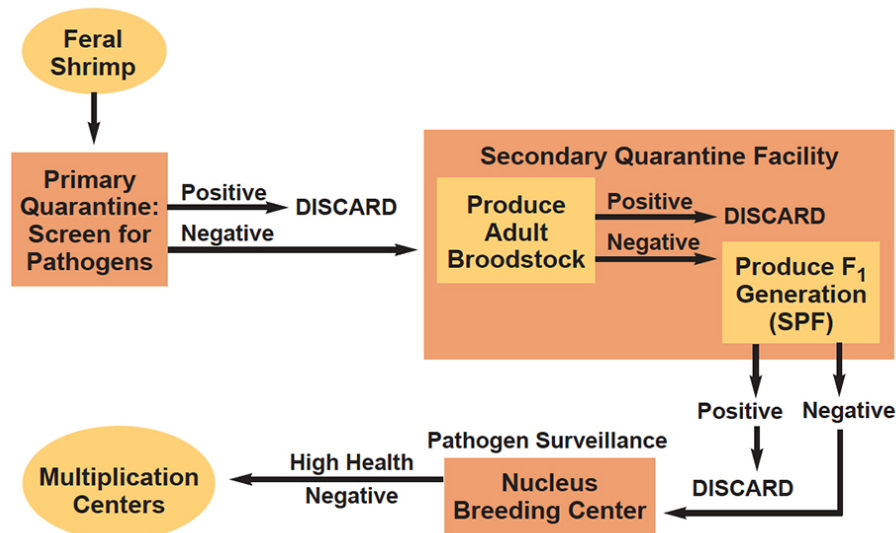 Feral
Shrimp
Primary
Quarantine:
Screen for
Pathogens
Positive
DISCARD
Negative
Secondary Quarantine Facility
Produce
Adult
Broodstock
Positive
DISCARD
Negative
Produce F₁
Generation
(SPF)
Positive
Negative
DISCARD
Pathogen Surveillance
Nucleus
Breeding Center
High Health
Negative
Multiplication
Centers